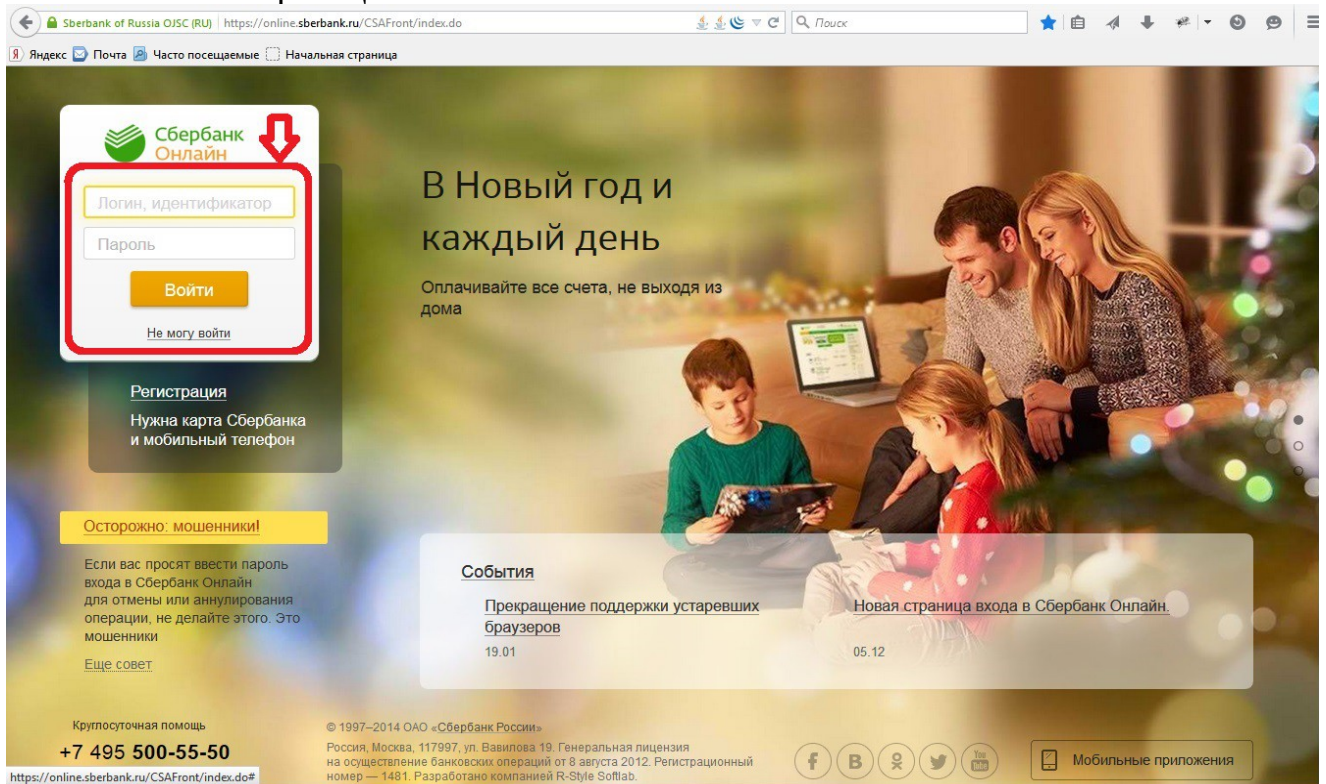 Sberbank of Russia OJSC (RU) https://online.sberbank.ru/CSAFront/index.do
Поиск
Яндекс Почта Часто посещаемые Начальная страница
Сбербанк
Онлайн
Логин, идентификатор
Пароль
Войти
Не могу войти
Регистрация
Нужна карта Сбербанка
и мобильный телефон
Осторожно: мошенники!
Если вас просят ввести пароль
входа в Сбербанк Онлайн
для отмены или аннулирования
операции, не делайте этого. Это
мошенники
Еще совет
В Новый год и
каждый день
Оплачивайте все счета, не выходя из
дома
События
Прекращение поддержки устаревших
браузеров
19.01
Новая страница входа в Сбербанк Онлайн.
05.12
Круглосуточная помощь
+7 495 500-55-50
© 1997–2014 ОАО «Сбербанк России»
Россия, Москва, 117997, ул. Вавилова 19. Генеральная лицензия
на осуществление банковских операций от 8 августа 2012. Регистрационный
номер — 1481. Разработано компанией R-Style Softlab.
Мобильные приложения
https://online.sberbank.ru/CSAFront/index.do#